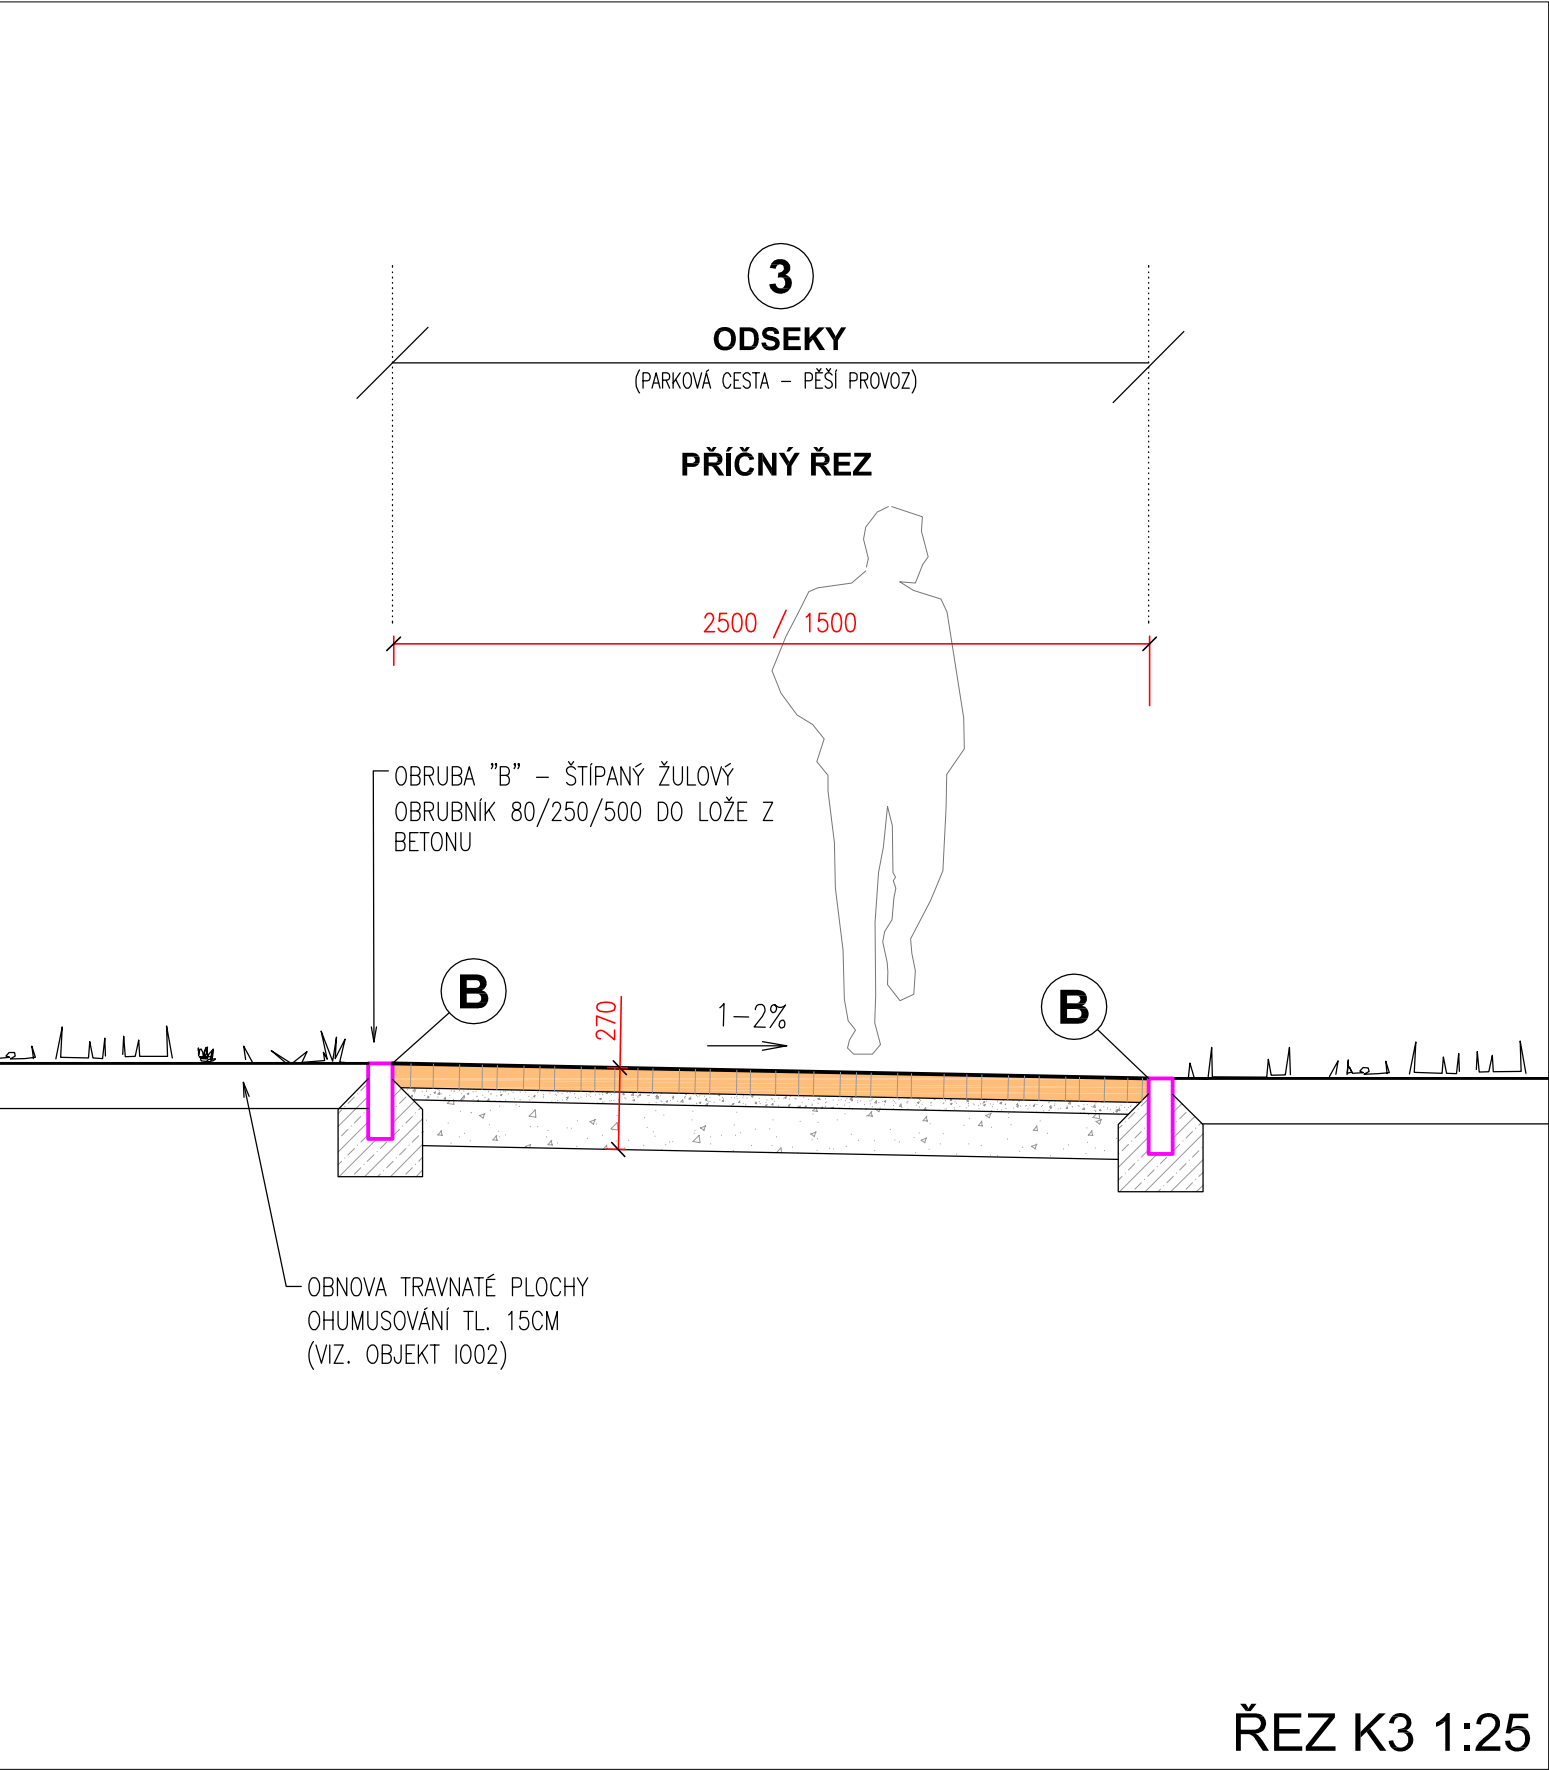 3
ODSEKY
(PARKOVÁ CESTA – PĚŠÍ PROVOZ)
PŘÍČNÝ ŘEZ
2500 / 1500
OBRUBA "B" – ŠTÍPANÝ ŽULOVÝ
OBRUBNÍK 80/250/500 DO LOŽE Z
BETONU
B
270
1–2%
B
OBNOVA TRAVNATÉ PLOCHY
OHUMUSOVÁNÍ TL. 15CM
(VIZ. OBJEKT IO02)
ŘEZ K3 1:25